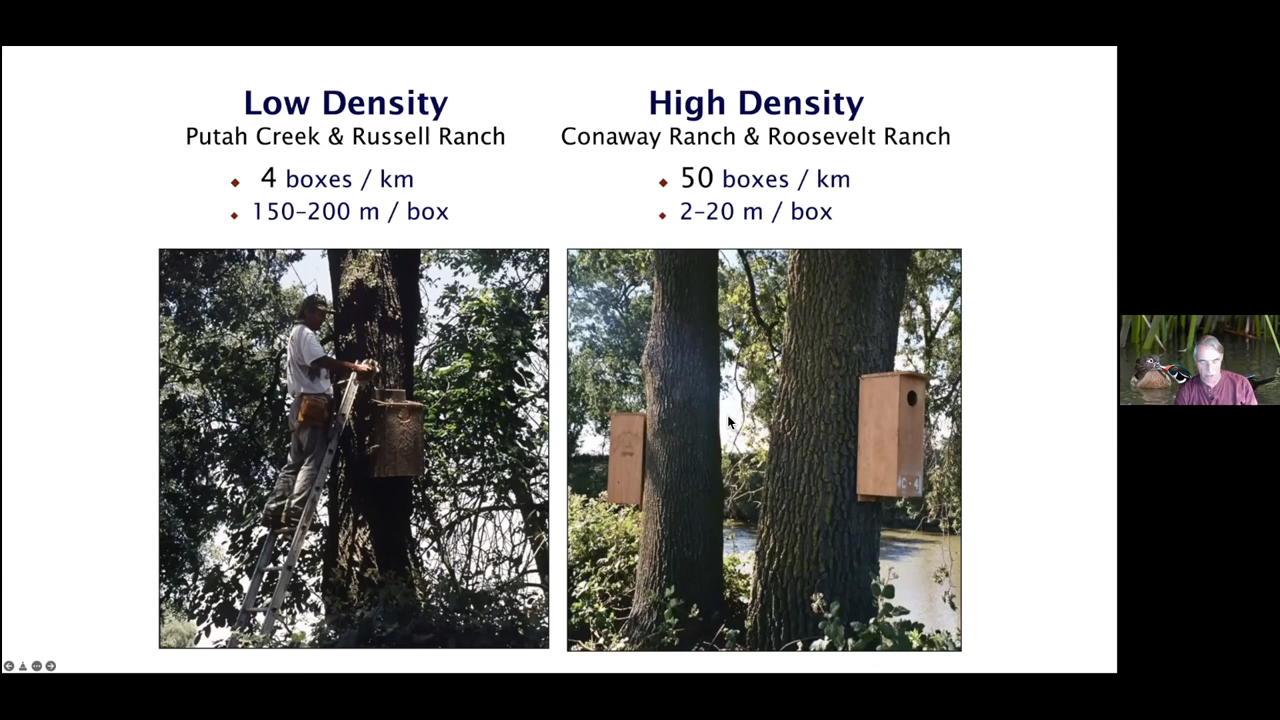 Low Density
Putah Creek & Russell Ranch
4 boxes / km
150–200 m / box
High Density
Conaway Ranch & Roosevelt Ranch
50 boxes / km
2–20 m / box